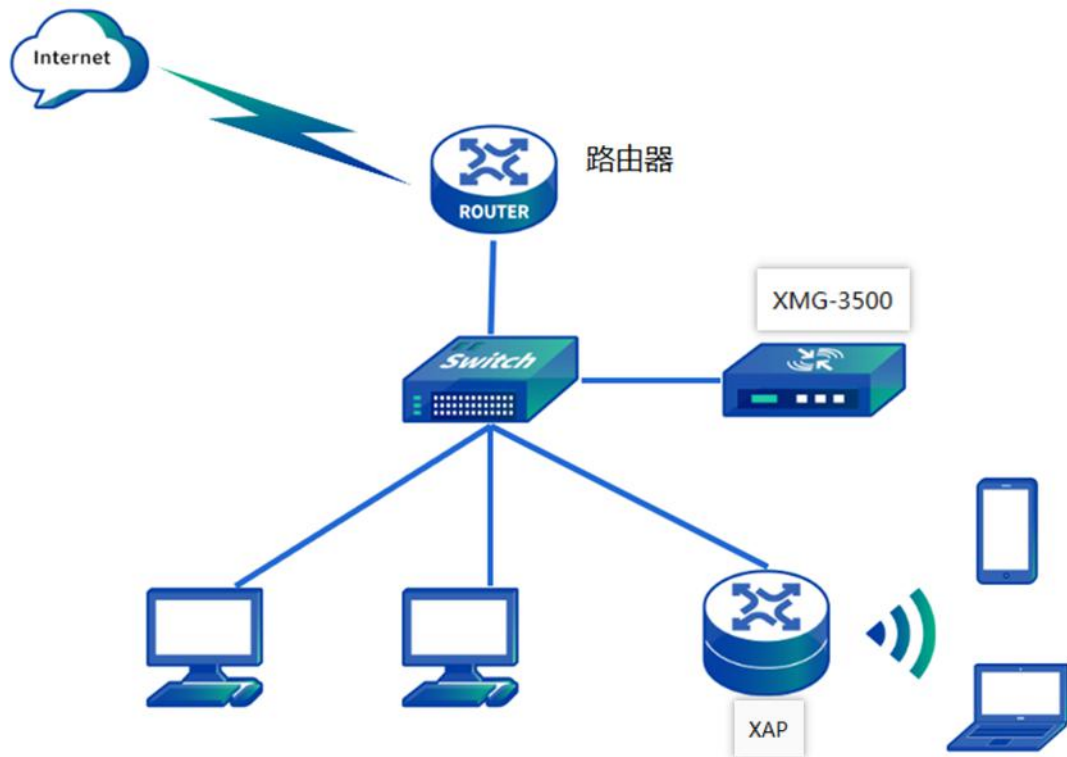 Internet
路由器
ROUTER
XMG-3500
Switch
XAP